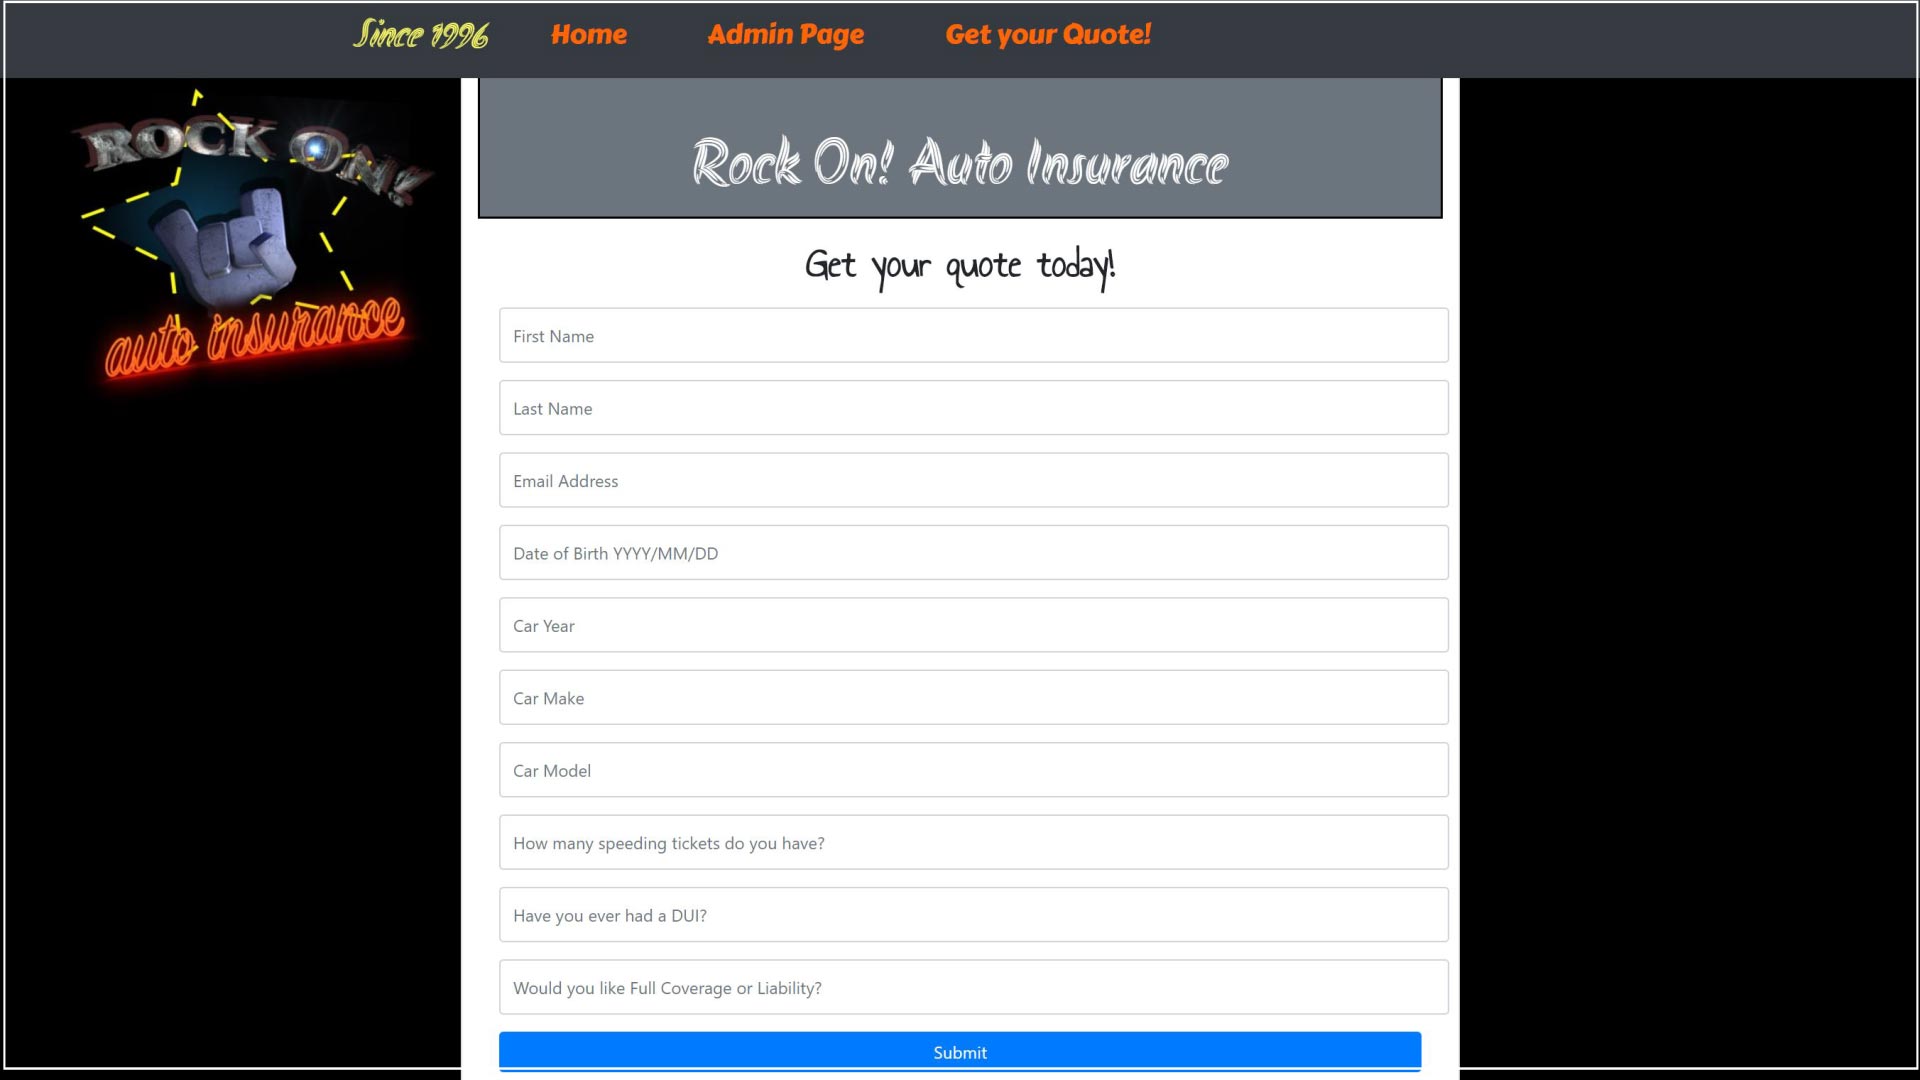 Since 1996 Home Admin Page Get your Quote!
ROCK ON!
auto insurance
Rock On! Auto Insurance
Get your quote today!
First Name
Last Name
Email Address
Date of Birth YYYY/MM/DD
Car Year
Car Make
Car Model
How many speeding tickets do you have?
Have you ever had a DUI?
Would you like Full Coverage or Liability?
Submit